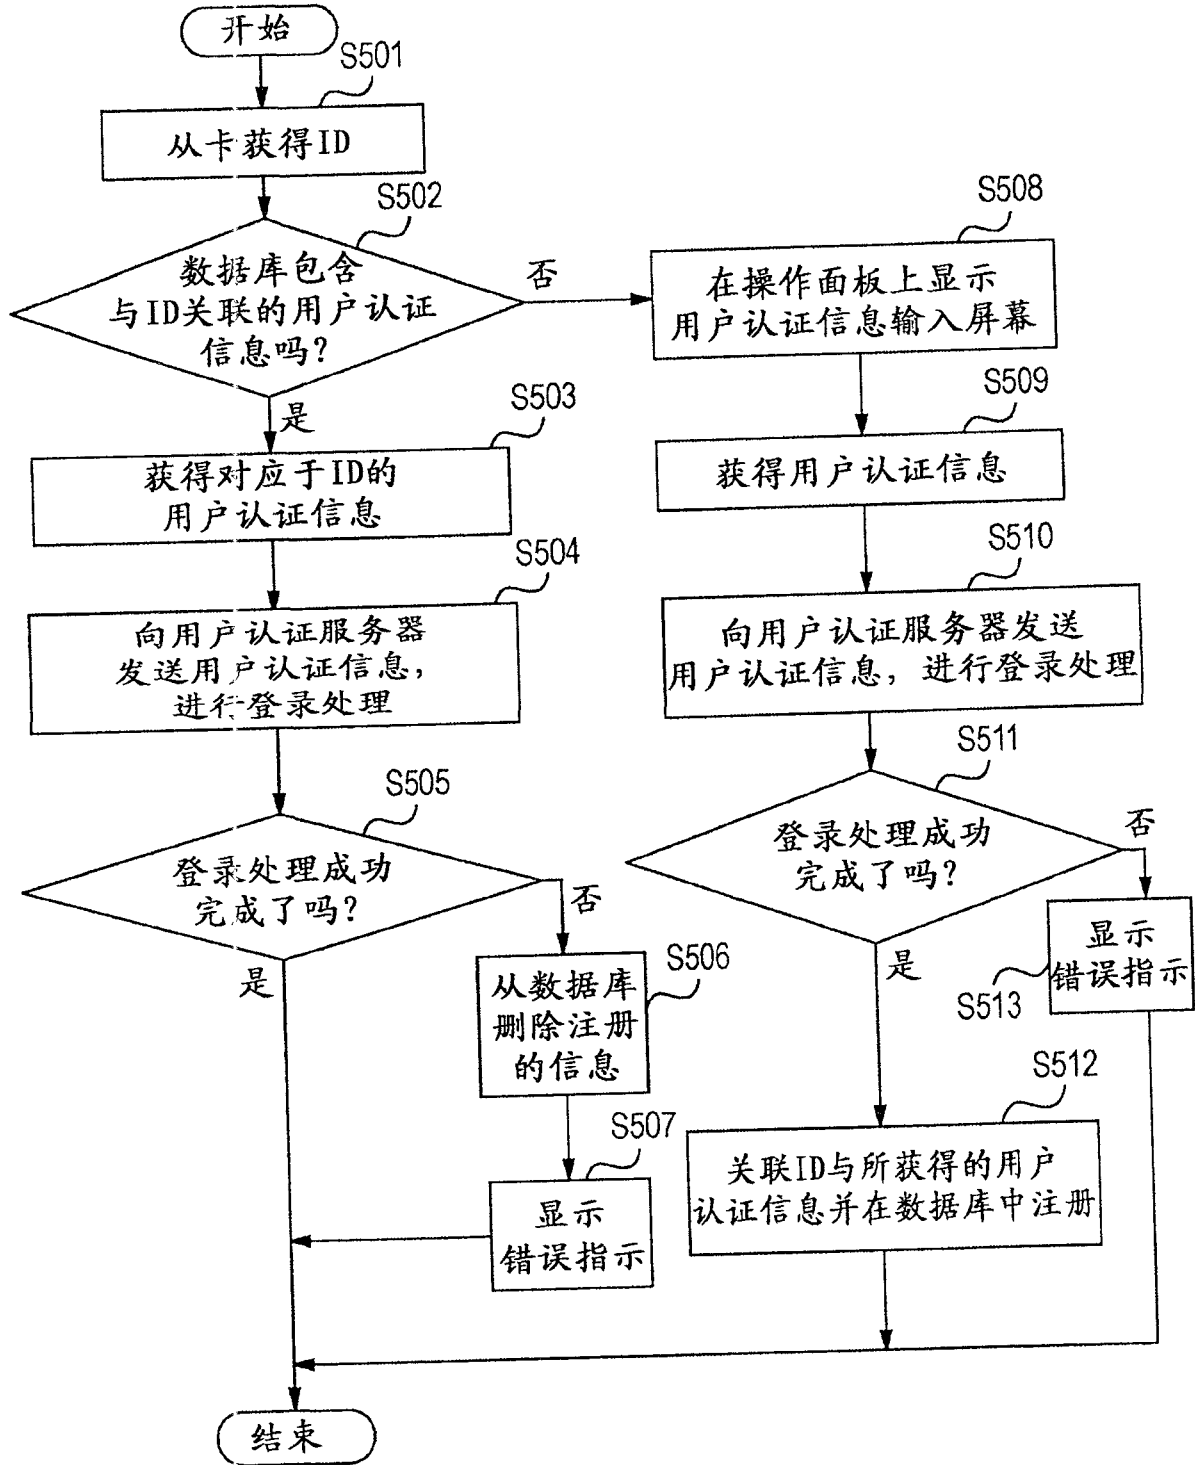 开始
S501
从卡获得ID
S502
数据库包含
与ID关联的用户认证
信息吗?
否
是
S503
获得对应于ID的
用户认证信息
S504
向用户认证服务器
发送用户认证信息,
进行登录处理
S505
登录处理成功
完成了吗?
否
是
S506
从数据库
删除注册
的信息
S507
显示
错误指示
S508
在操作面板上显示
用户认证信息输入屏幕
S509
获得用户认证信息
S510
向用户认证服务器发送
用户认证信息, 进行登录处理
S511
登录处理成功
完成了吗?
否
是
显示
错误指示
S513
S512
关联ID与所获得的用户
认证信息并在数据库中注册
结束